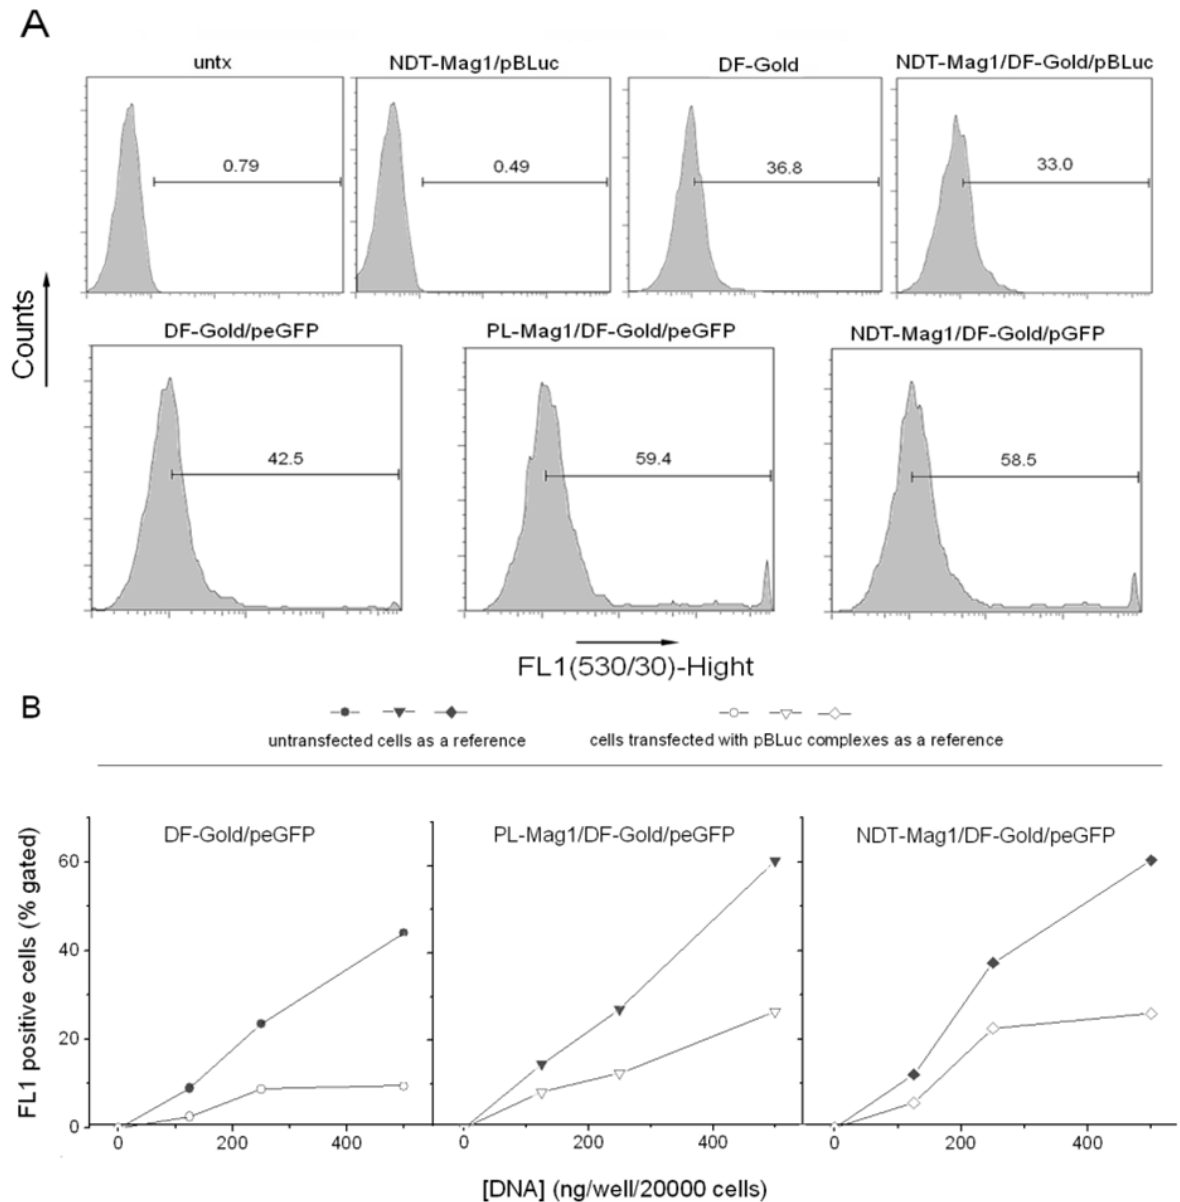 A
untx
NDT-Mag1/pBLuc
DF-Gold
NDT-Mag1/DF-Gold/pBLuc
0.79
0.49
36.8
33.0
Counts
DF-Gold/peGFP
PL-Mag1/DF-Gold/peGFP
NDT-Mag1/DF-Gold/pGFP
42.5
59.4
58.5
FL1(530/30)-Hight
B
untransfected cells as a reference
cells transfected with pBLuc complexes as a reference
FL1 positive cells (% gated)
DF-Gold/peGFP
PL-Mag1/DF-Gold/peGFP
NDT-Mag1/DF-Gold/peGFP
60
40
20
0
0 200 400
0 200 400
0 200 400
[DNA] (ng/well/20000 cells)